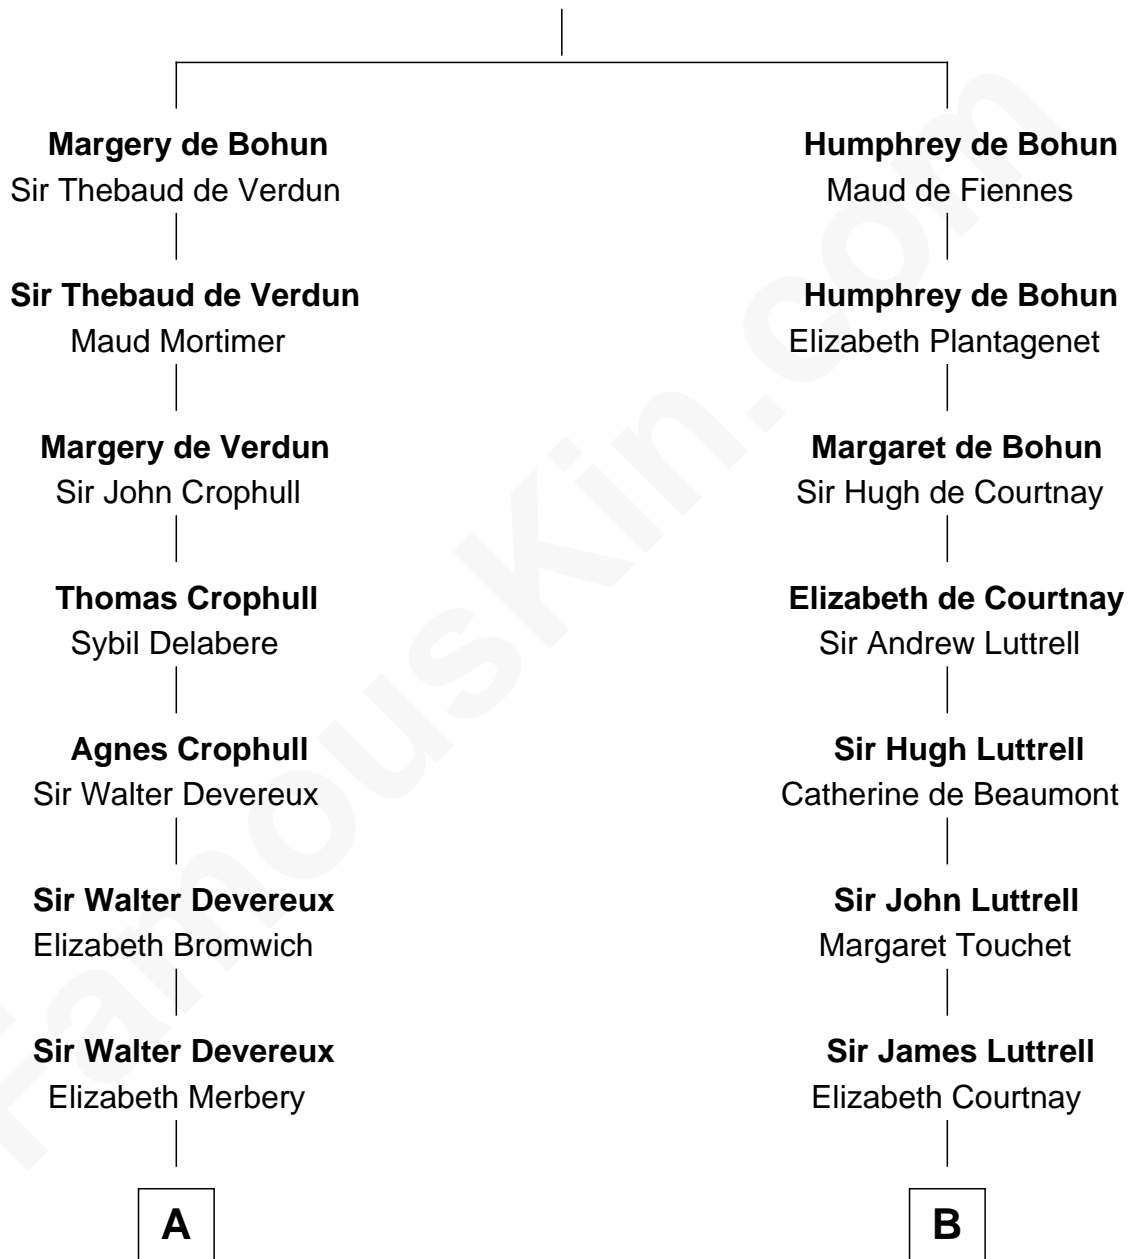 Margery de Bohun
Sir Thebaud de Verdun
Humphrey de Bohun
Maud de Fiennes
Sir Thebaud de Verdun
Maud Mortimer
Humphrey de Bohun
Elizabeth Plantagenet
Margery de Verdun
Sir John Crophull
Margaret de Bohun
Sir Hugh de Courtnay
Thomas Crophull
Sybil Delabere
Elizabeth de Courtnay
Sir Andrew Luttrell
Agnes Crophull
Sir Walter Devereux
Sir Hugh Luttrell
Catherine de Beaumont
Sir Walter Devereux
Elizabeth Bromwich
Sir John Luttrell
Margaret Touchet
Sir Walter Devereux
Elizabeth Merbery
Sir James Luttrell
Elizabeth Courtnay
A
B
FamousKin.com